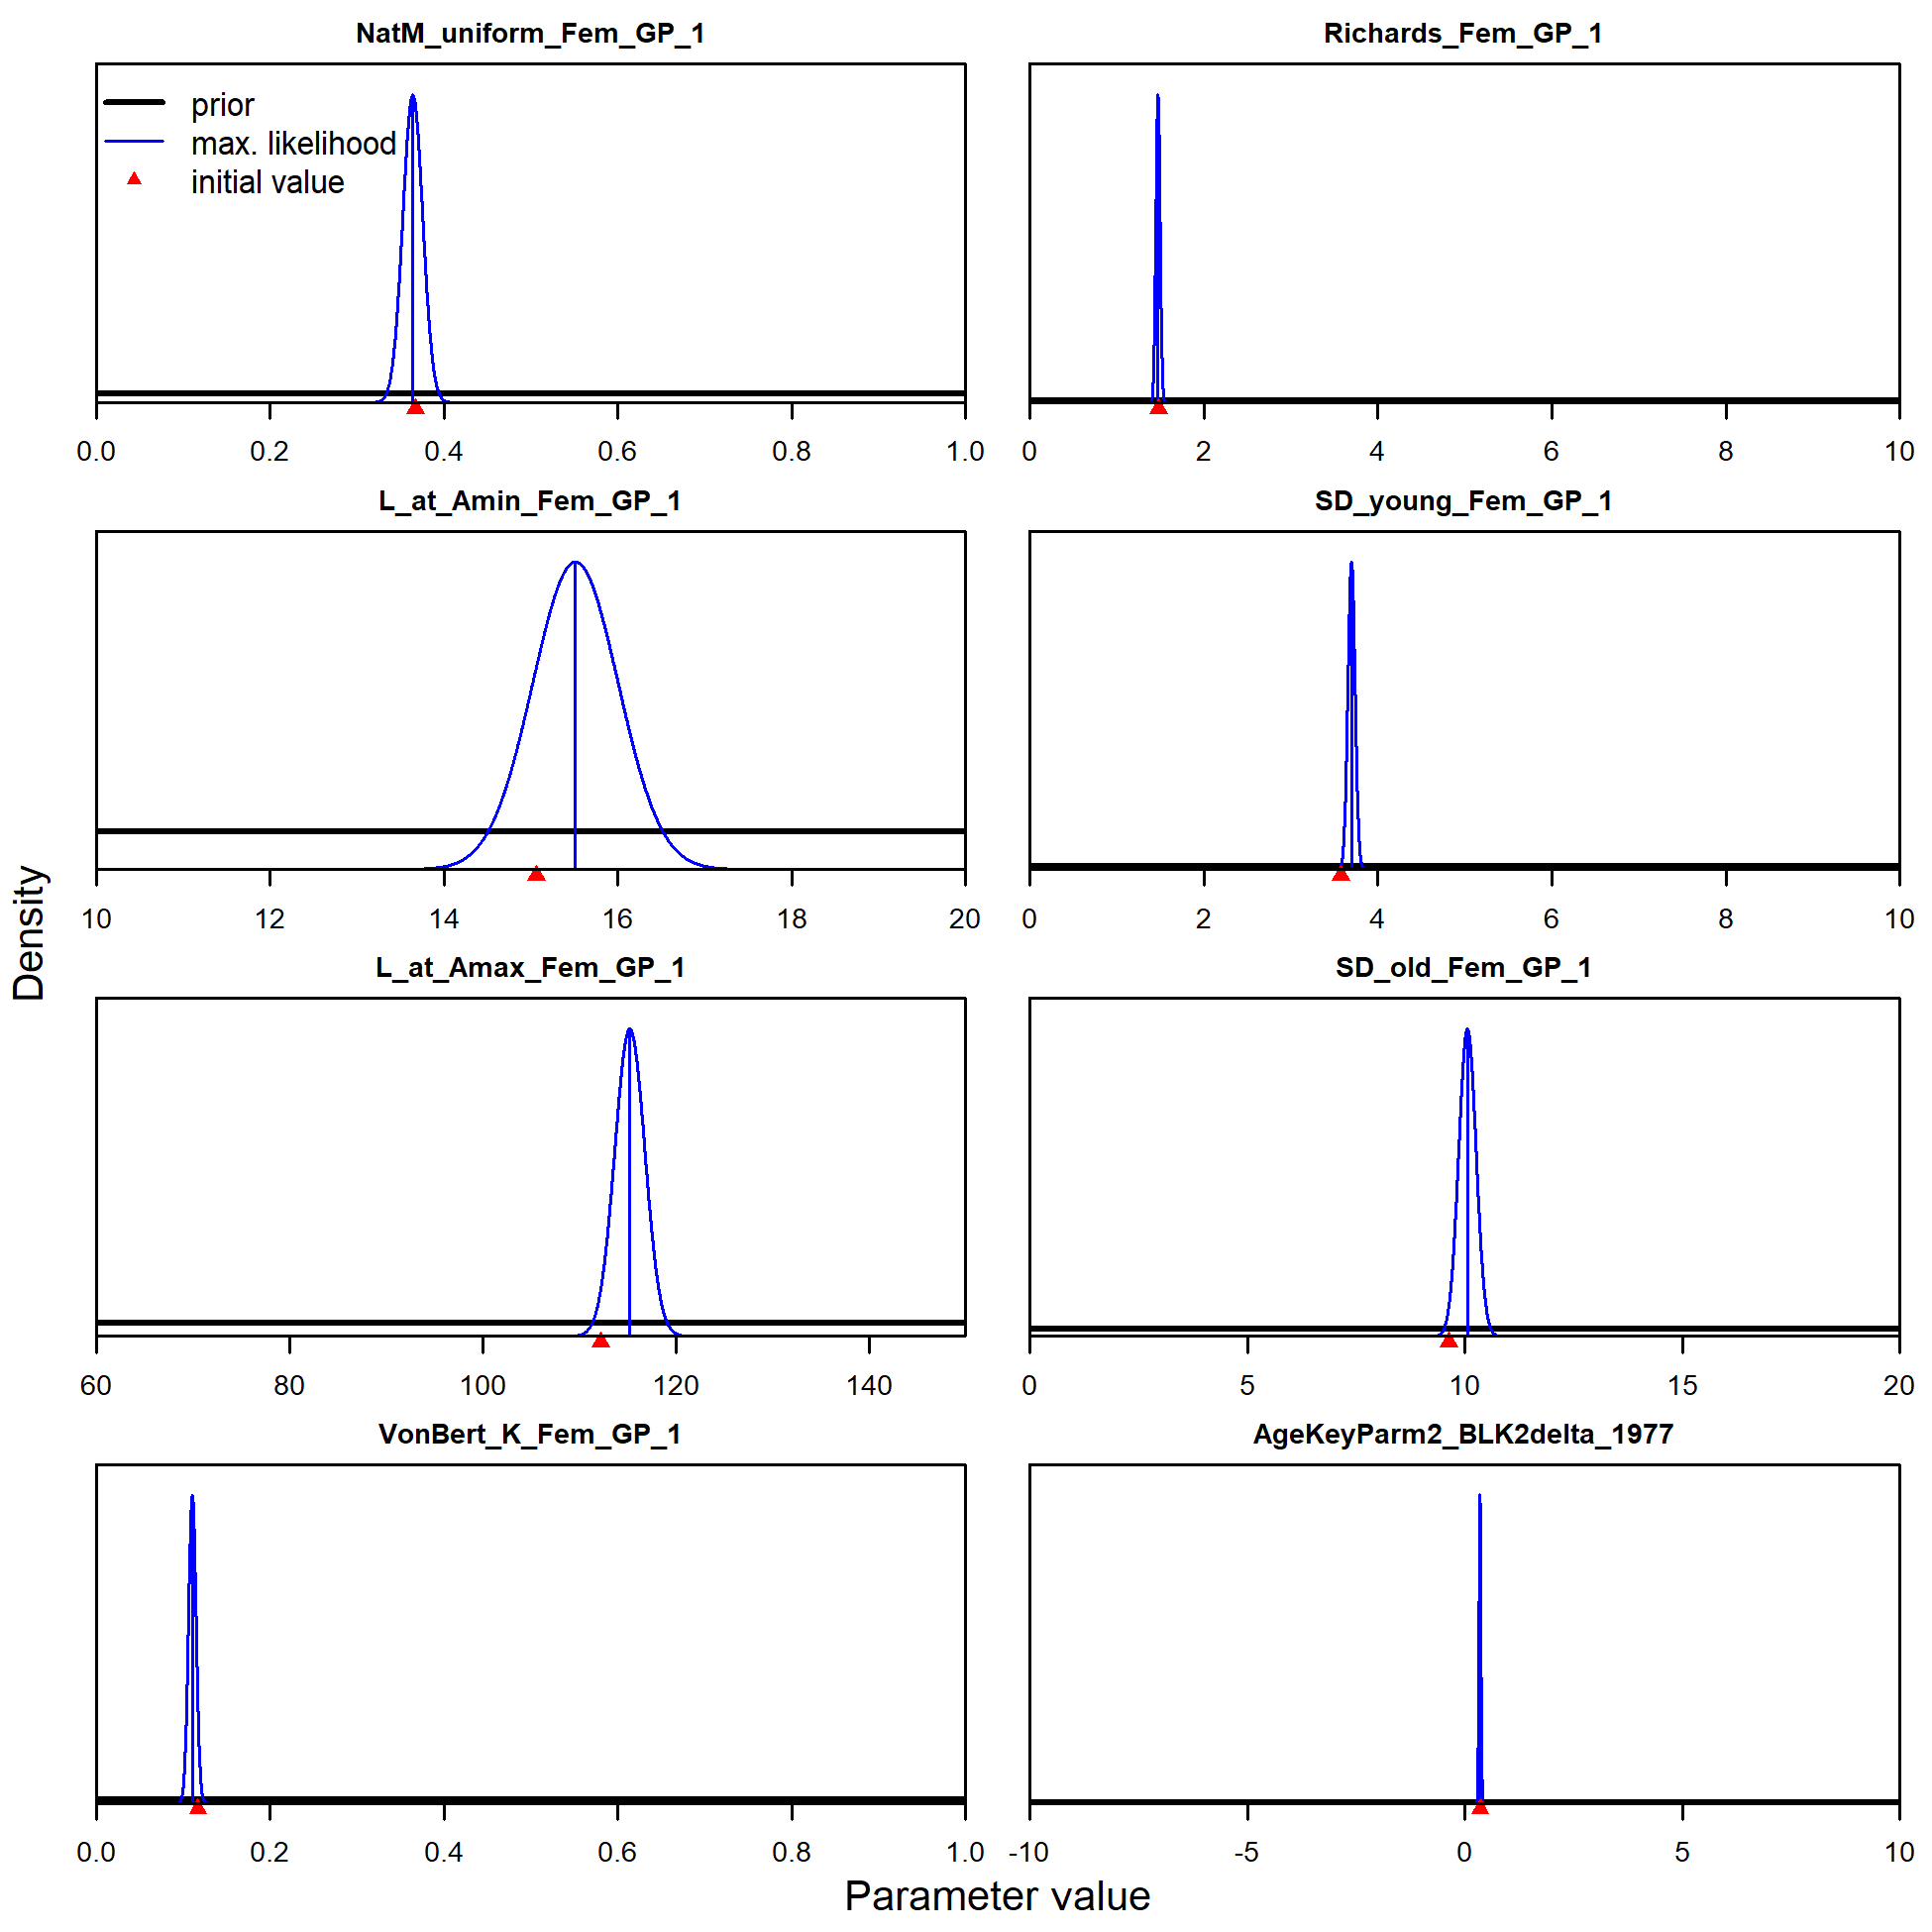 NatM_uniform_Fem_GP_1
prior
max. likelihood
initial value
0.0 0.2 0.4 0.6 0.8 1.0
Richards_Fem_GP_1
0 2 4 6 8 10
L_at_Amin_Fem_GP_1
10 12 14 16 18 20
SD_young_Fem_GP_1
0 2 4 6 8 10
L_at_Amax_Fem_GP_1
60 80 100 120 140
SD_old_Fem_GP_1
0 5 10 15 20
VonBert_K_Fem_GP_1
0.0 0.2 0.4 0.6 0.8 1.0
AgeKeyParm2_BLK2delta_1977
-10 -5 0 5 10
Density
Parameter value